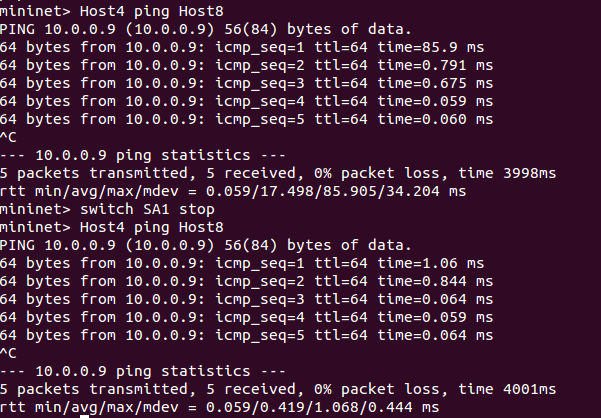 mininet> Host4 ping Host8
PING 10.0.0.9 (10.0.0.9) 56(84) bytes of data.
64 bytes from 10.0.0.9: icmp_seq=1 ttl=64 time=85.9 ms
64 bytes from 10.0.0.9: icmp_seq=2 ttl=64 time=0.791 ms
64 bytes from 10.0.0.9: icmp_seq=3 ttl=64 time=0.675 ms
64 bytes from 10.0.0.9: icmp_seq=4 ttl=64 time=0.059 ms
64 bytes from 10.0.0.9: icmp_seq=5 ttl=64 time=0.060 ms
^C
--- 10.0.0.9 ping statistics ---
5 packets transmitted, 5 received, 0% packet loss, time 3998ms
rtt min/avg/max/mdev = 0.059/17.498/85.905/34.204 ms
mininet> switch SA1 stop
mininet> Host4 ping Host8
PING 10.0.0.9 (10.0.0.9) 56(84) bytes of data.
64 bytes from 10.0.0.9: icmp_seq=1 ttl=64 time=1.06 ms
64 bytes from 10.0.0.9: icmp_seq=2 ttl=64 time=0.844 ms
64 bytes from 10.0.0.9: icmp_seq=3 ttl=64 time=0.064 ms
64 bytes from 10.0.0.9: icmp_seq=4 ttl=64 time=0.059 ms
64 bytes from 10.0.0.9: icmp_seq=5 ttl=64 time=0.064 ms
^C
--- 10.0.0.9 ping statistics ---
5 packets transmitted, 5 received, 0% packet loss, time 4001ms
rtt min/avg/max/mdev = 0.059/0.419/1.068/0.444 ms